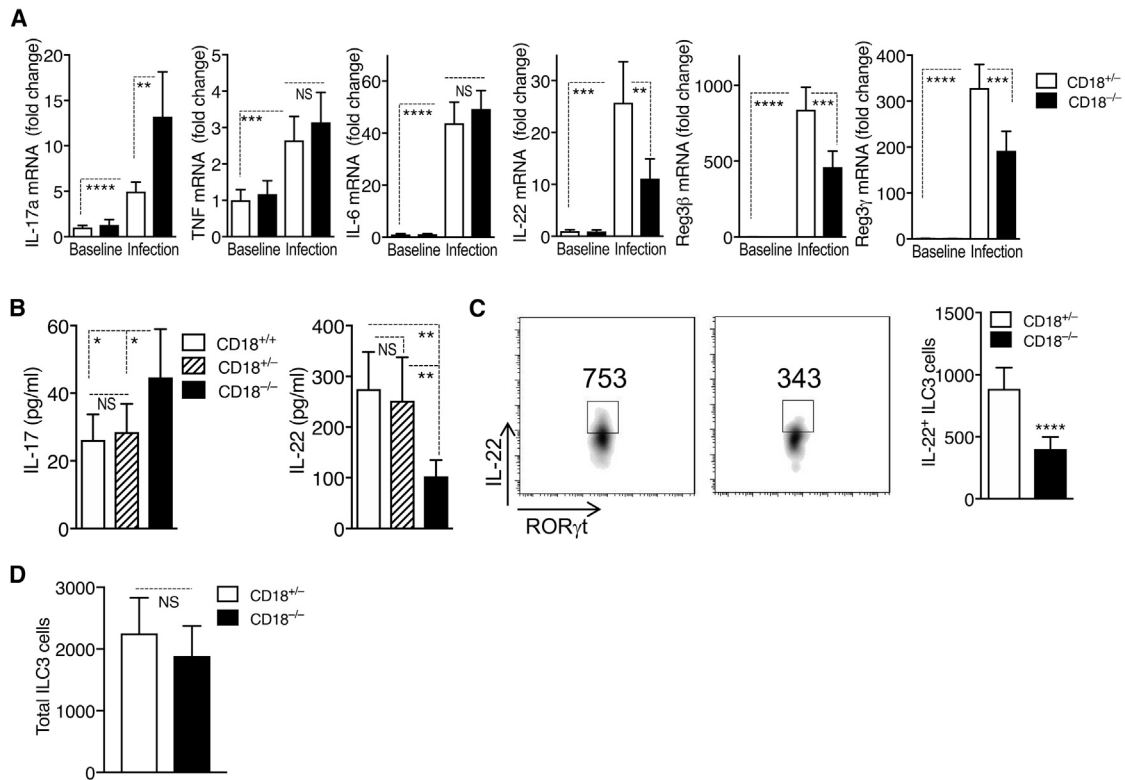 A
IL-17a mRNA (fold change)
20
15
10
5
0
**
****
Baseline Infection
TNF mRNA (fold change)
5
4
3
2
1
0
NS
***
Baseline Infection
IL-6 mRNA (fold change)
60
40
20
0
NS
****
Baseline Infection
IL-22 mRNA (fold change)
30
20
10
0
***
**
Baseline Infection
Reg3β mRNA (fold change)
1000
500
0
****
***
Baseline Infection
Reg3γ mRNA (fold change)
400
300
200
100
0
****
***
Baseline Infection
CD18+/−
CD18−/−
B
IL-17 (pg/ml)
60
40
20
0
*
*
NS
CD18+/+
CD18+/−
CD18−/−
IL-22 (pg/ml)
400
300
200
100
0
**
NS
**
C
753
343
IL-22
RORγt
IL-22+ ILC3 cells
1500
1000
500
0
CD18+/−
CD18−/−
****
D
Total ILC3 cells
3000
2000
1000
0
NS
CD18+/−
CD18−/−